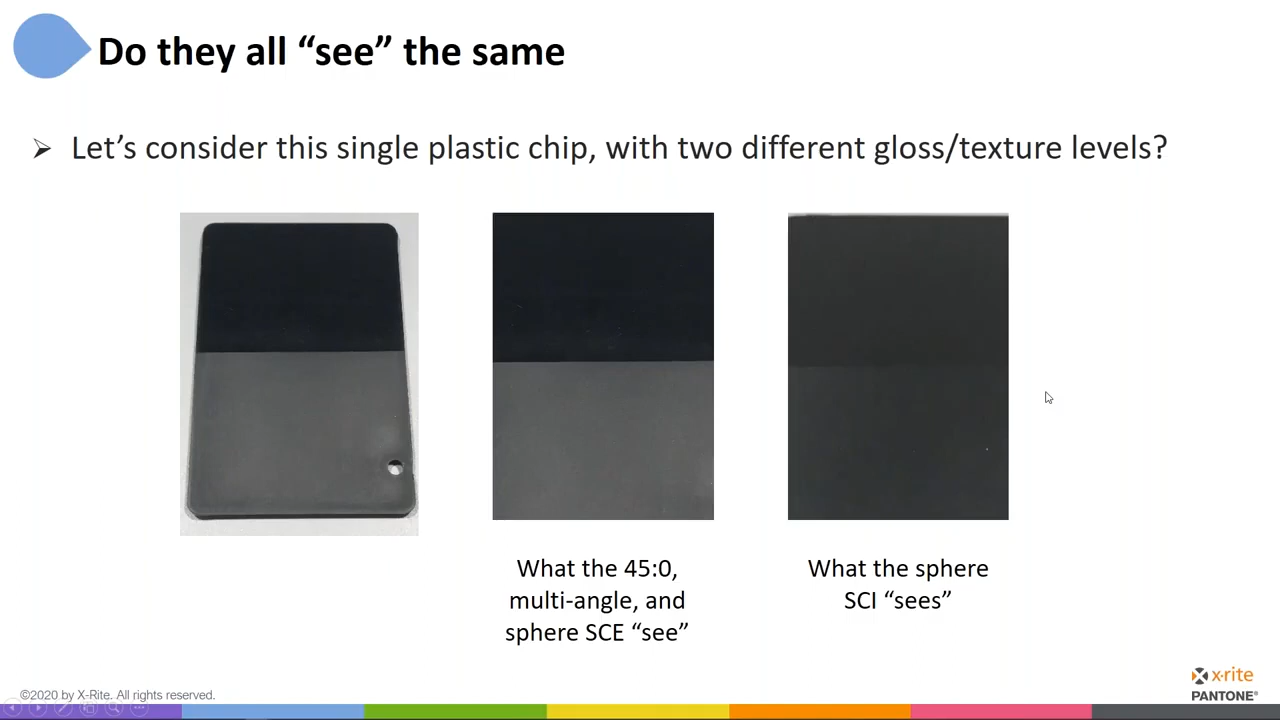 Do they all “see” the same
➢ Let’s consider this single plastic chip, with two different gloss/texture levels?
What the 45:0,
multi-angle, and
sphere SCE “see”
What the sphere
SCI “sees”
©2020 by X-Rite. All rights reserved.
x·rite
PANTONE®